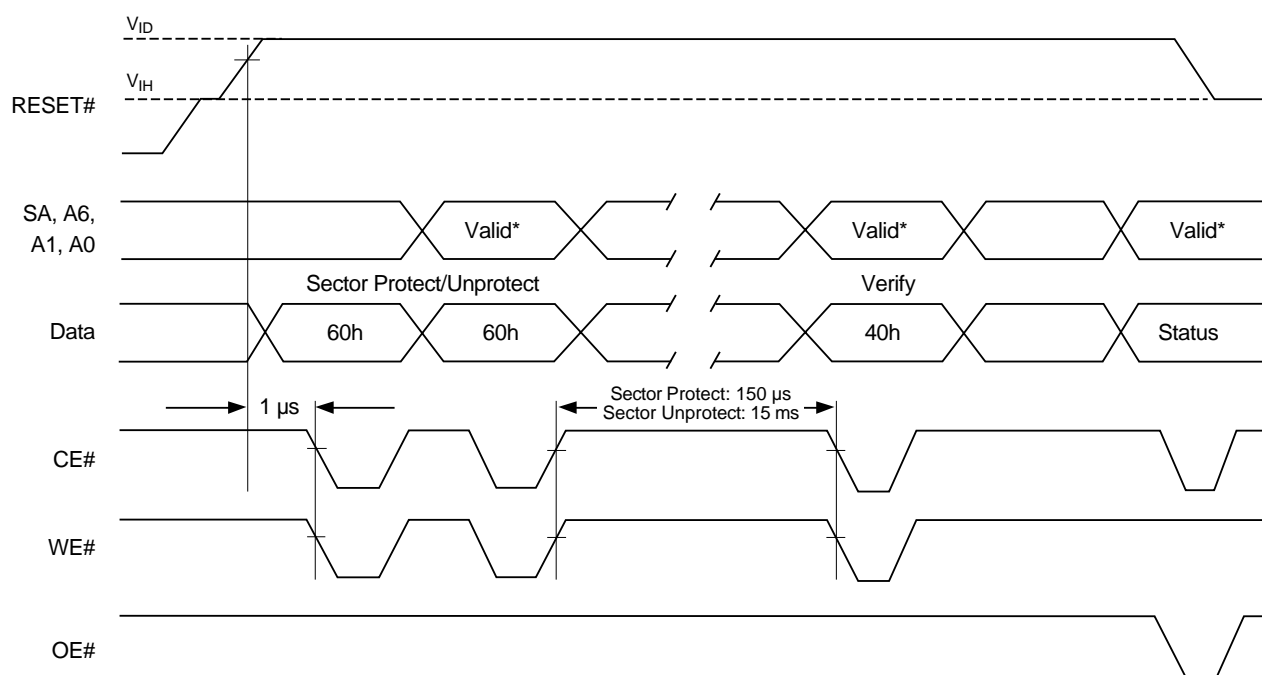 VID
VIH
RESET#
SA, A6,
A1, A0
Valid* Valid* Valid*
Sector Protect/Unprotect Verify
Data 60h 60h 40h Status
1 µs
Sector Protect: 150 µs
Sector Unprotect: 15 ms
CE#
WE#
OE#